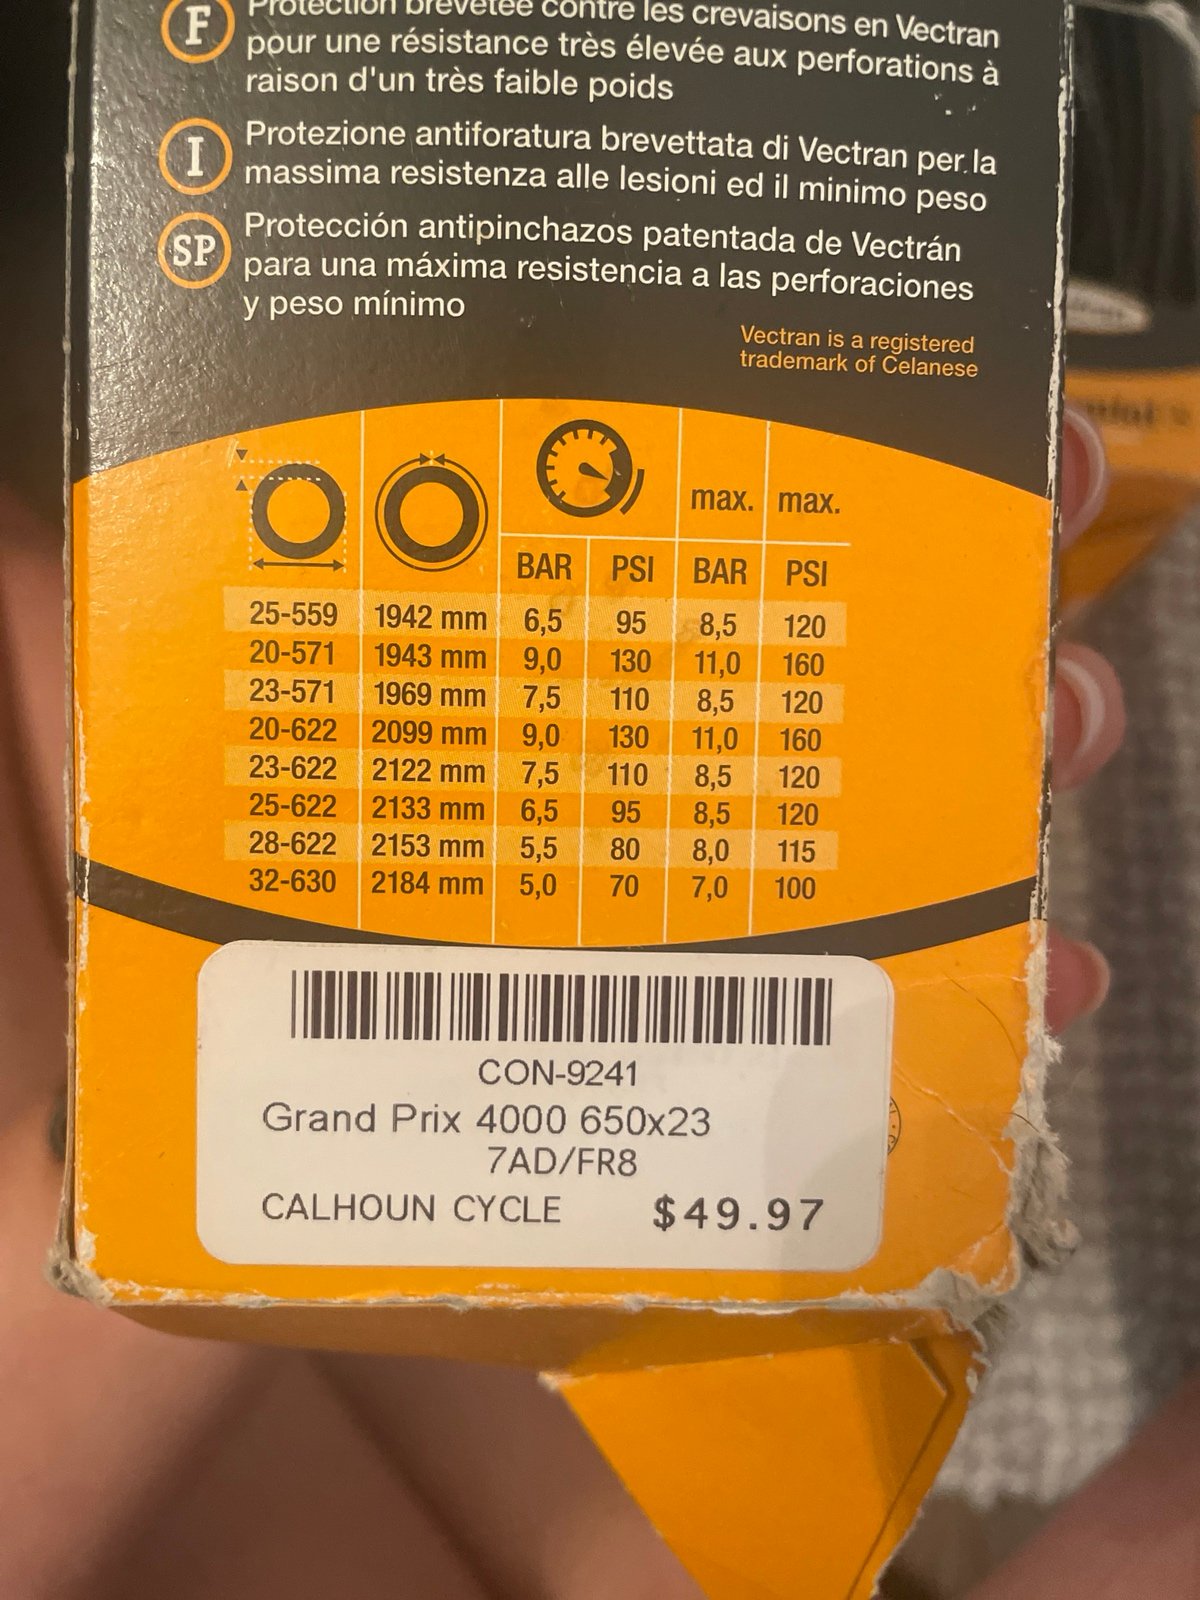 F
Protection brevetée contre les crevaisons en Vectran
pour une résistance très élevée aux perforations à
raison d'un très faible poids
I
Protezione antiforatura brevettata di Vectran per la
massima resistenza alle lesioni ed il minimo peso
SP
Protección antipinchazos patentada de Vectrán
para una máxima resistencia a las perforaciones
y peso mínimo
Vectran is a registered
trademark of Celanese
max. max.
BAR PSI BAR PSI
25-559 1942 mm 6,5 95 8,5 120
20-571 1943 mm 9,0 130 11,0 160
23-571 1969 mm 7,5 110 8,5 120
20-622 2099 mm 9,0 130 11,0 160
23-622 2122 mm 7,5 110 8,5 120
25-622 2133 mm 6,5 95 8,5 120
28-622 2153 mm 5,5 80 8,0 115
32-630 2184 mm 5,0 70 7,0 100
CON-9241
Grand Prix 4000 650x23
7AD/FR8
CALHOUN CYCLE $49.97